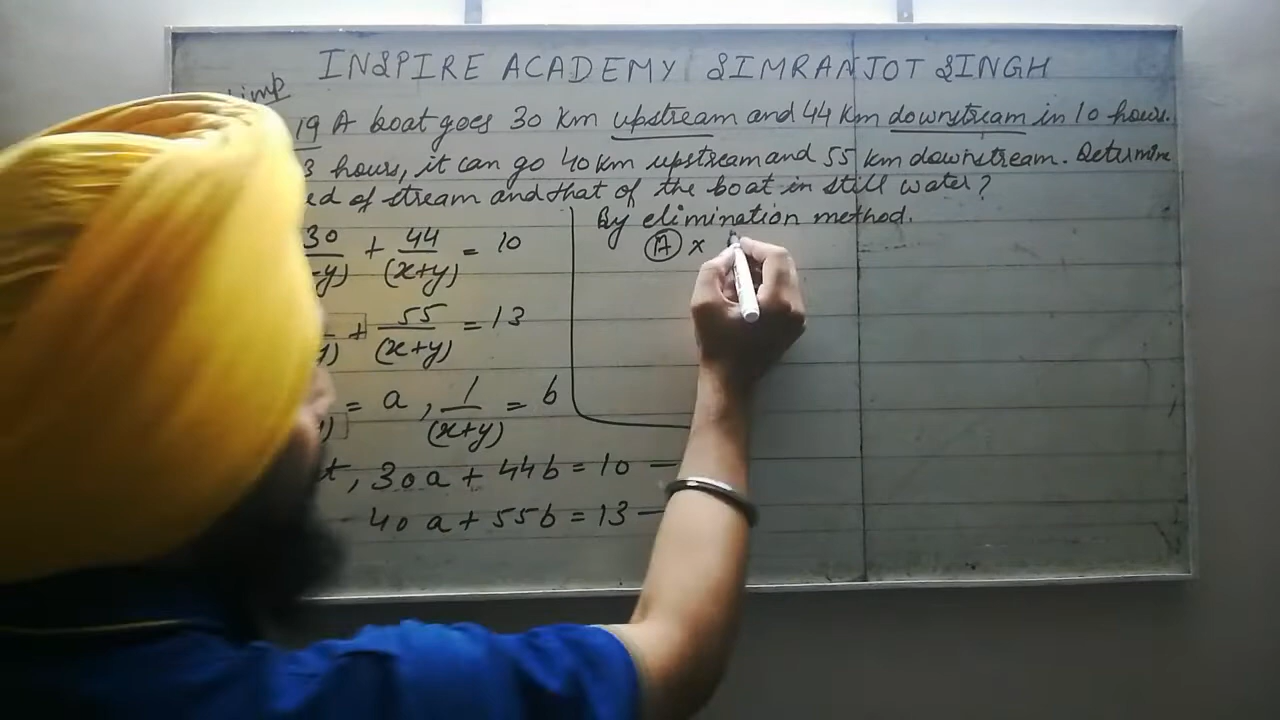 INSPIRE ACADEMY SIMRANJOT SINGH
imp
19 A boat goes 30 km upstream and 44 km downstream in 10 hours.
3 hours, it can go 40 km upstream and 55 km downstream. Determine
ed of stream and that of the boat in still water?
30/(-y) + 44/(x+y) = 10
+ 55/(x+y) = 13
= a, 1/(x+y) = b
t, 30a + 44b = 10 —
40a + 55b = 13 —
By elimination method.
Ⓐ ×